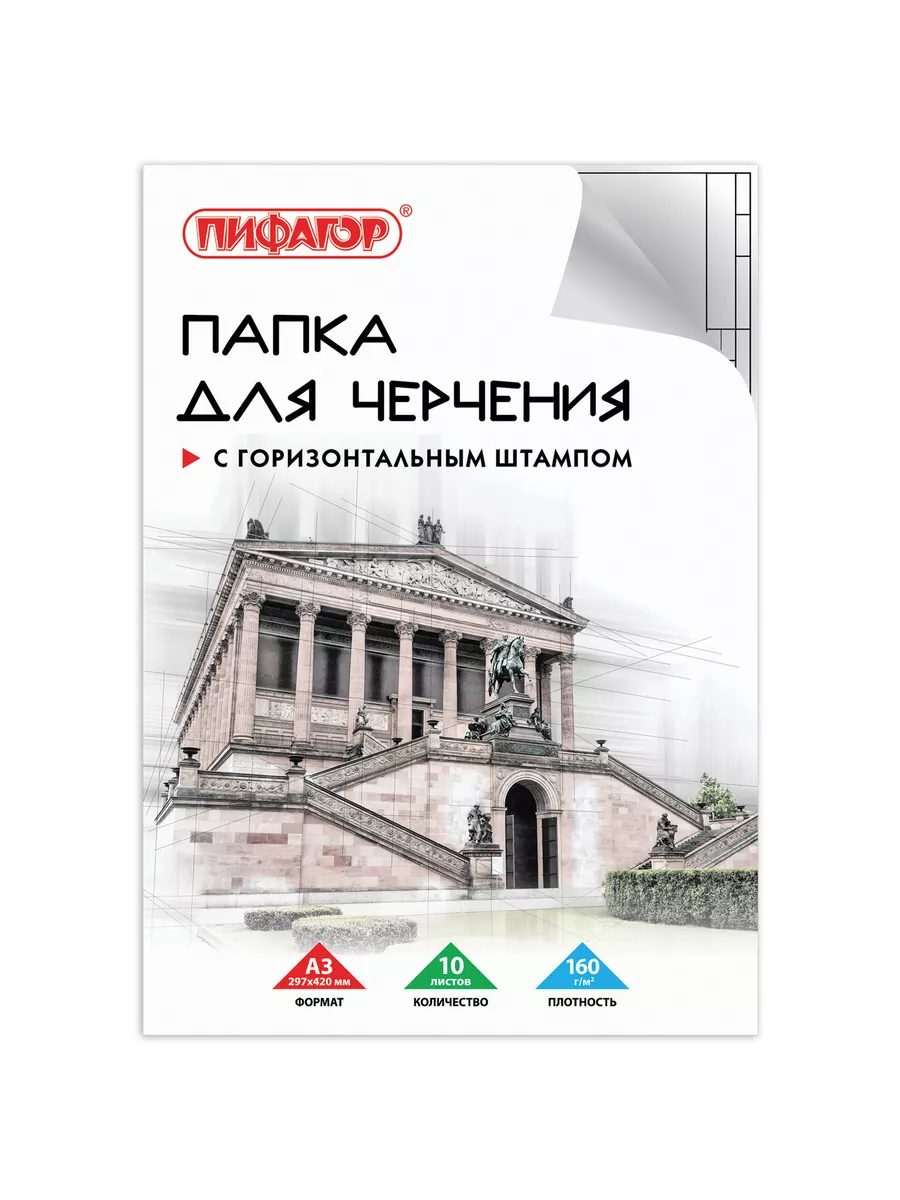 ПИФАГОР®
ПАПКА
ДЛЯ ЧЕРЧЕНИЯ
С ГОРИЗОНТАЛЬНЫМ ШТАМПОМ
А3
297х420 мм
ФОРМАТ
10
ЛИСТОВ
КОЛИЧЕСТВО
160
г/м²
ПЛОТНОСТЬ